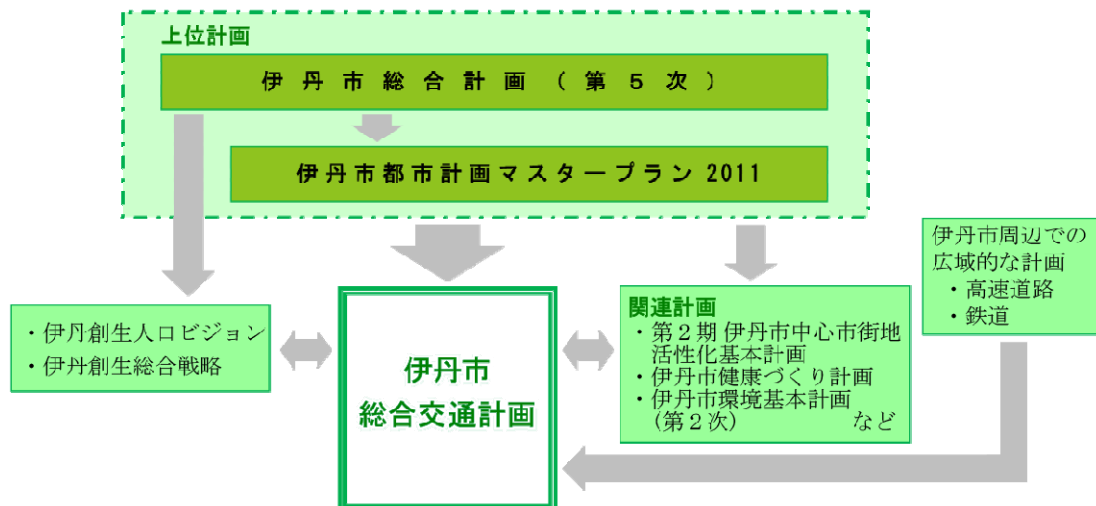 上位計画
伊丹市総合計画(第5次)
伊丹市都市計画マスタープラン 2011
伊丹市周辺での
広域的な計画
・高速道路
・鉄道
・伊丹創生人口ビジョン
・伊丹創生総合戦略
伊丹市
総合交通計画
関連計画
・第2期 伊丹市中心市街地
活性化基本計画
・伊丹市健康づくり計画
・伊丹市環境基本計画
(第2次) など